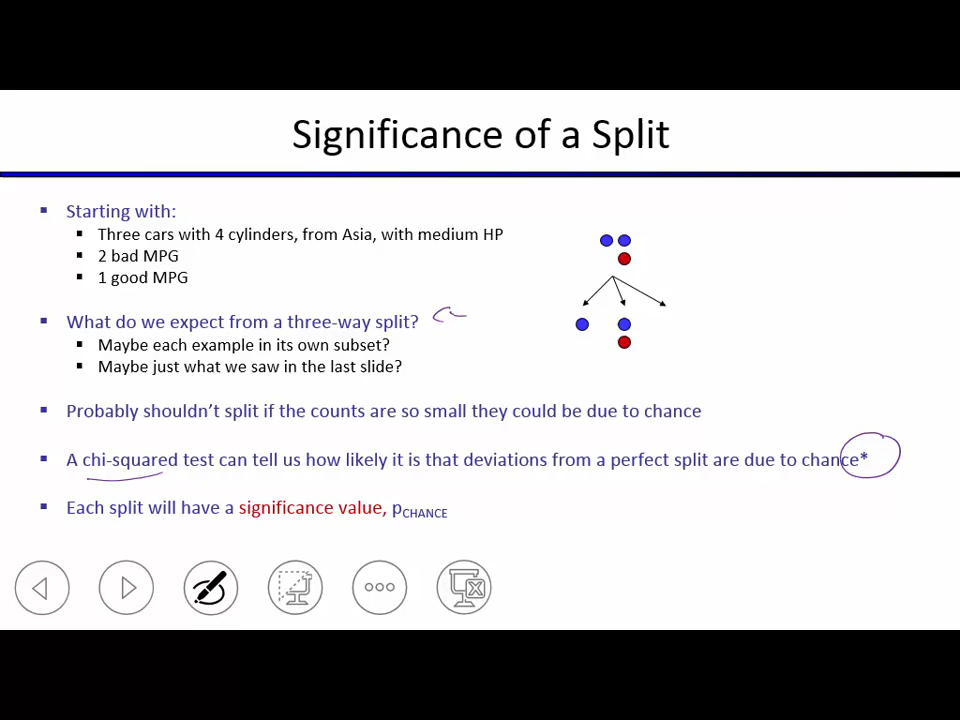 Significance of a Split
Starting with:
Three cars with 4 cylinders, from Asia, with medium HP
2 bad MPG
1 good MPG
What do we expect from a three-way split?
Maybe each example in its own subset?
Maybe just what we saw in the last slide?
Probably shouldn't split if the counts are so small they could be due to chance
A chi-squared test can tell us how likely it is that deviations from a perfect split are due to chance*
Each split will have a significance value, pCHANCE